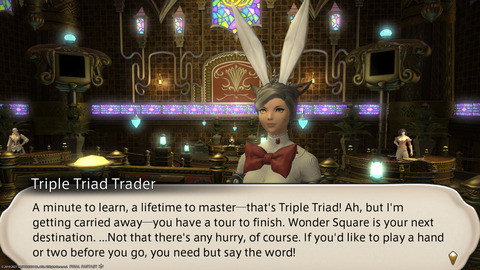 Triple Triad Trader
A minute to learn, a lifetime to master─that's Triple Triad! Ah, but I'm
getting carried away─you have a tour to finish. Wonder Square is your next
destination. ...Not that there's any hurry, of course. If you'd like to play a hand
or two before you go, you need but say the word!